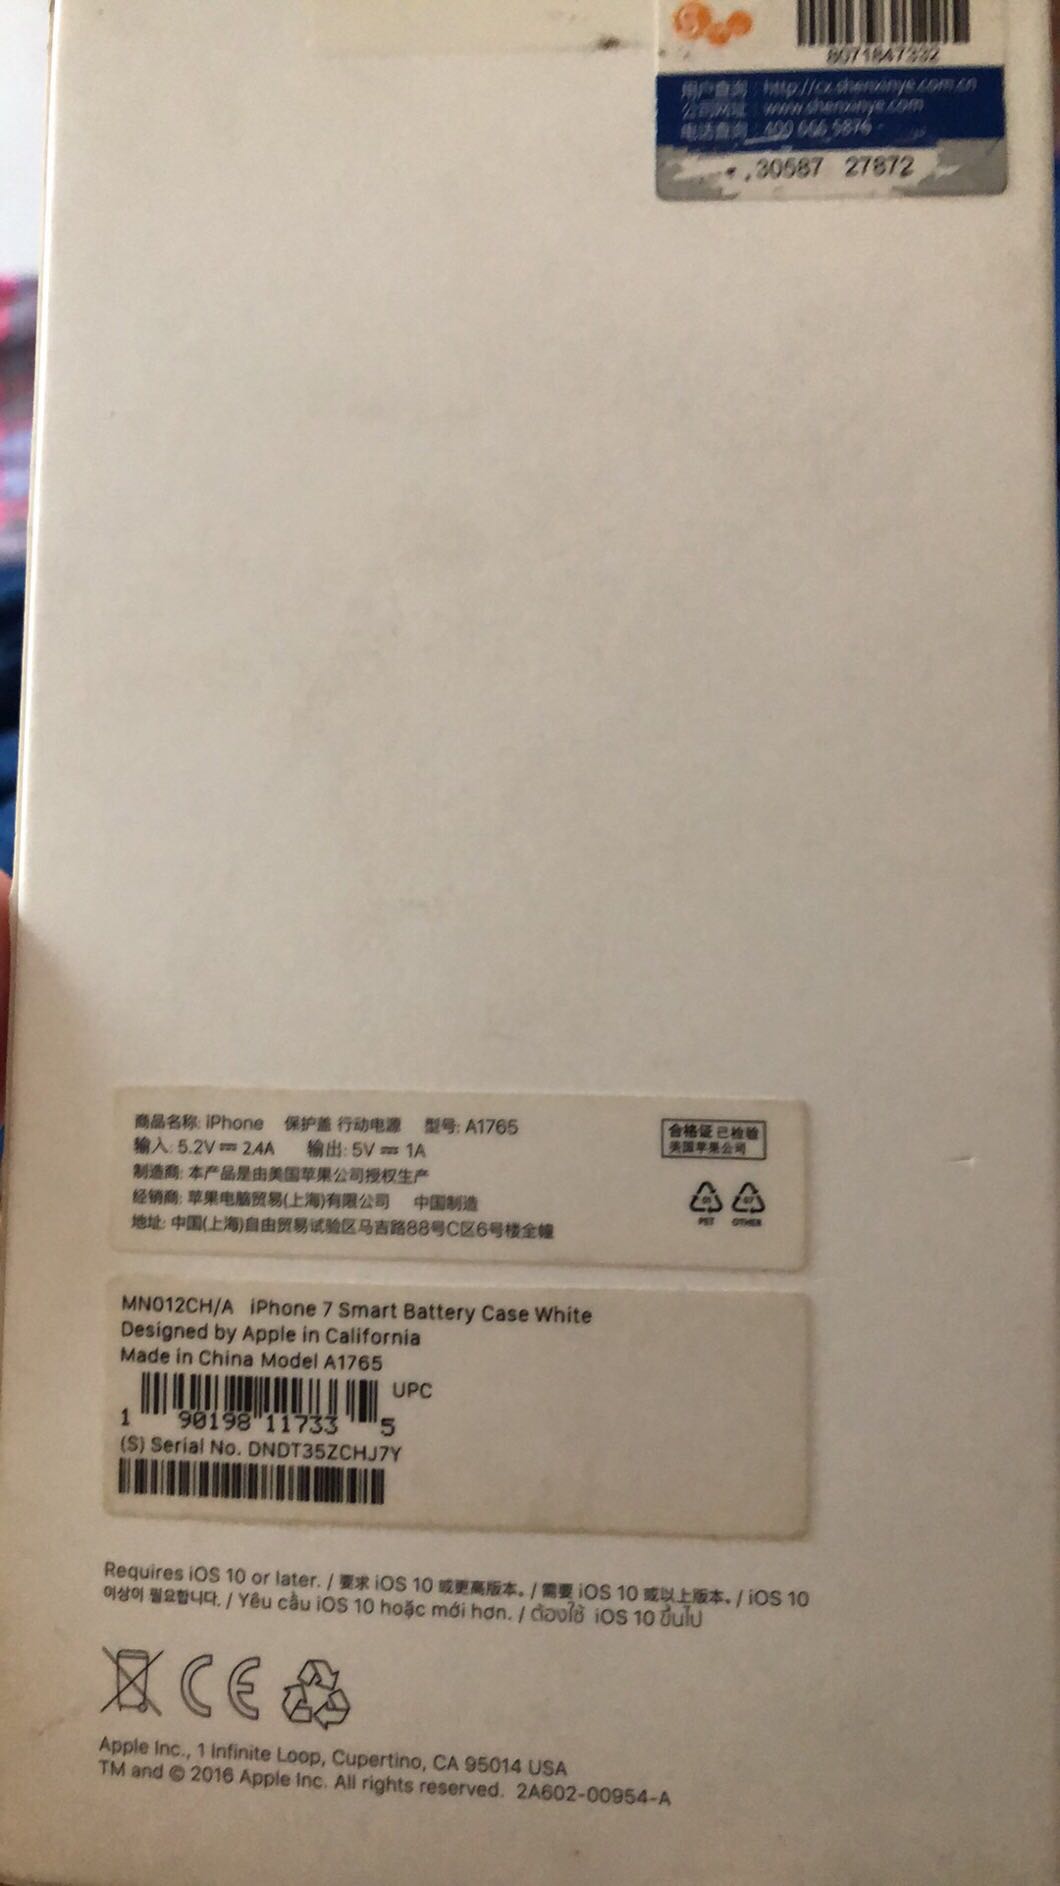 8071847332
用户查询：http://cx.shenxinye.com.cn
公司网址：www.shenxinye.com
电话查询：400 666 5876
30587 27872
商品名称: iPhone 保护盖 行动电源 型号: A1765
输入: 5.2V⎓2.4A 输出: 5V⎓1A
制造商: 本产品是由美国苹果公司授权生产
经销商: 苹果电脑贸易(上海)有限公司 中国制造
地址: 中国(上海)自由贸易试验区马吉路88号C区6号楼全幢
合格证 已检验
美国苹果公司
01 07
PET OTHER
MN012CH/A iPhone 7 Smart Battery Case White
Designed by Apple in California
Made in China Model A1765
UPC
1 90198 11733 5
(S) Serial No. DNDT35ZCHJ7Y
Requires iOS 10 or later. / 要求 iOS 10 或更高版本。/ 需要 iOS 10 或以上版本。/ iOS 10
이상이 필요합니다. / Yêu cầu iOS 10 hoặc mới hơn. / ต้องใช้ iOS 10 ขึ้นไป
CE
Apple Inc., 1 Infinite Loop, Cupertino, CA 95014 USA
TM and © 2016 Apple Inc. All rights reserved. 2A602-00954-A